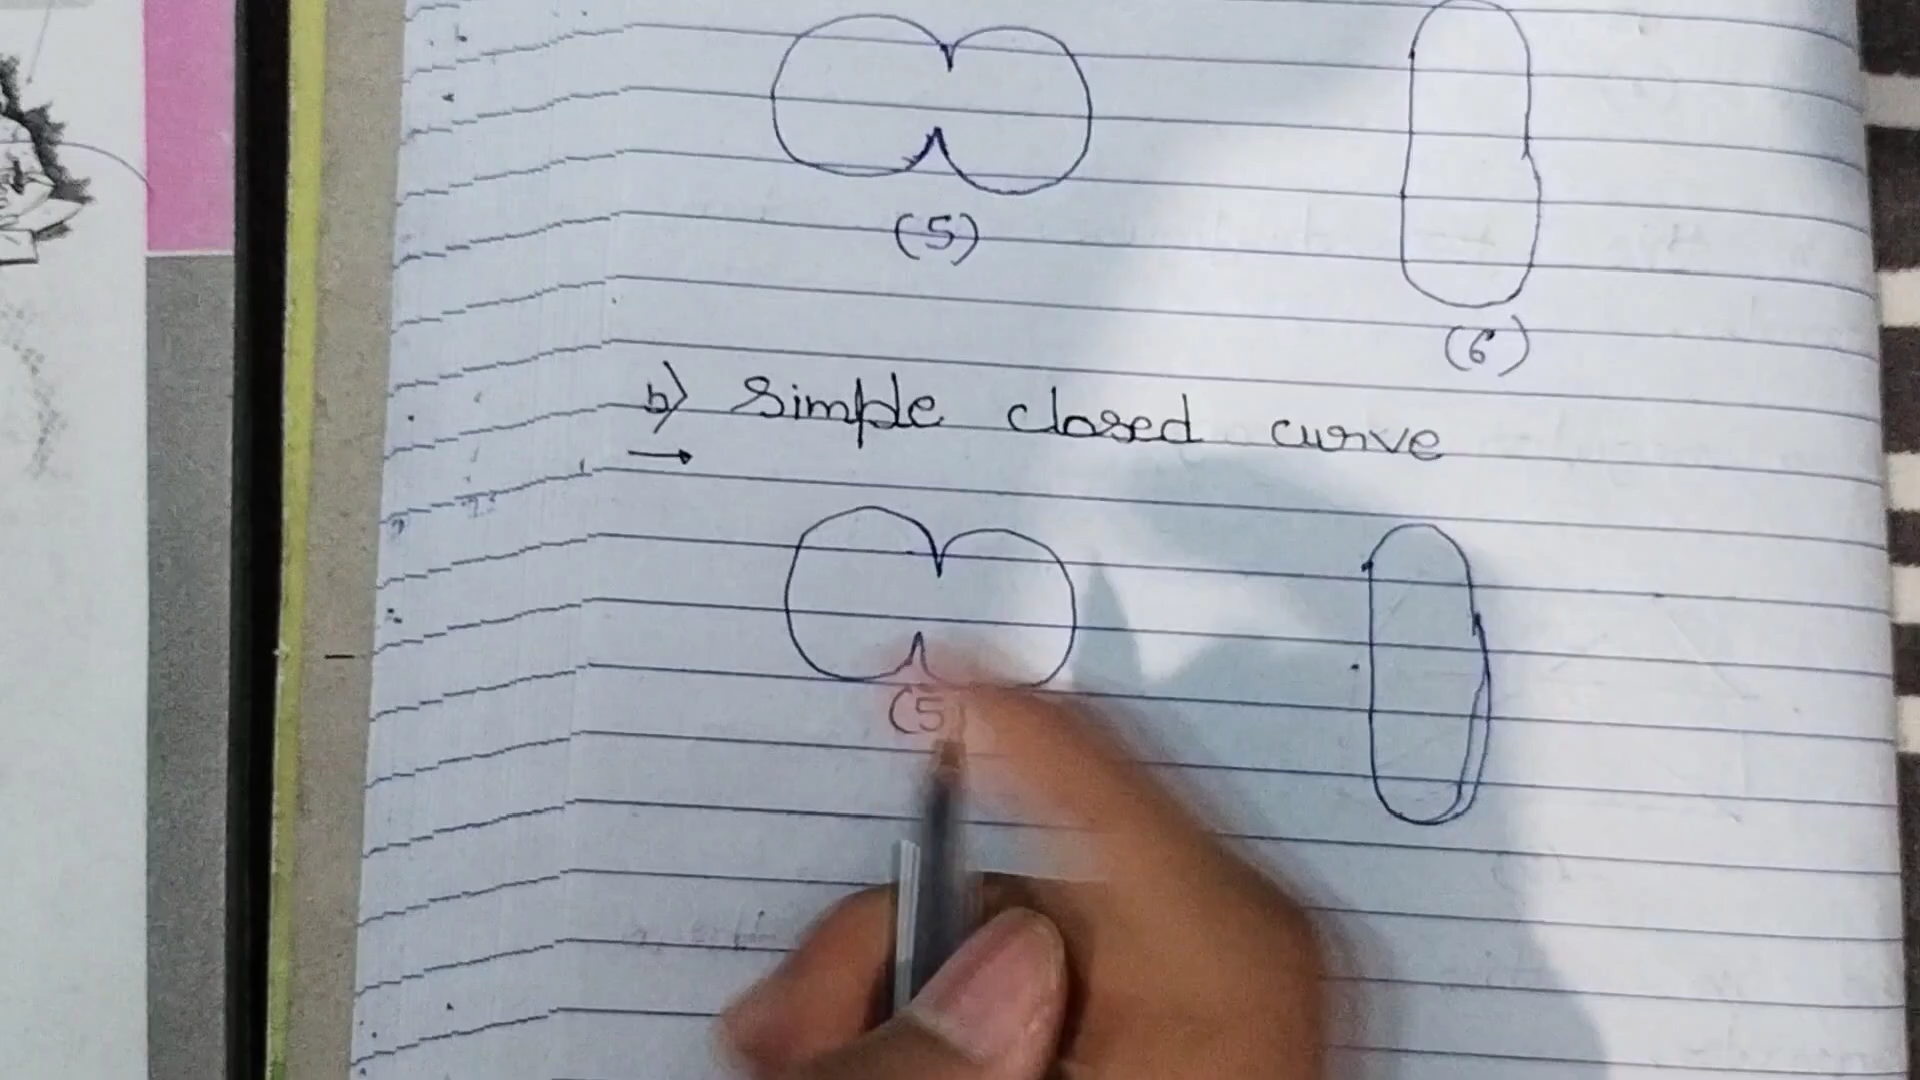 (5)
(6)
b) Simple closed curve
→
(5)